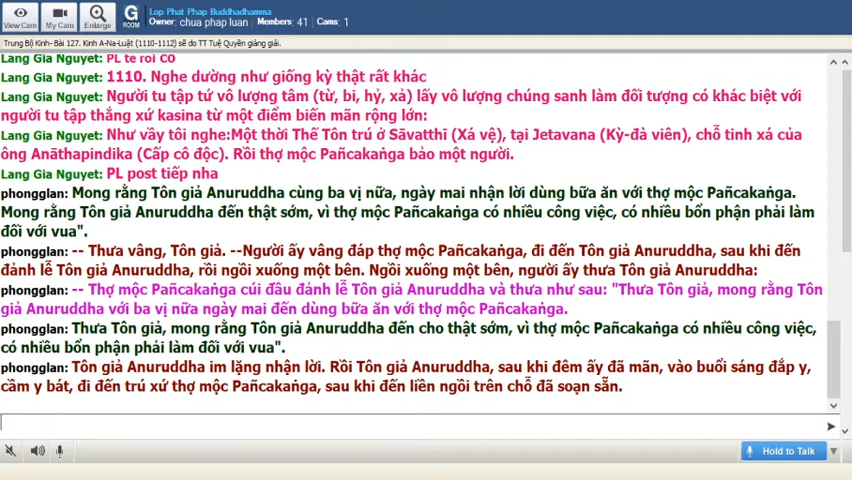 Lop Phat Phap Buddhadhamma
Owner: chua phap luan Members: 41 Cams: 1
View Cam My Cam Enlarge G ROOM
Trung Bộ Kinh- Bài 127. Kinh A-Na-Luật (1110-1112) sẽ do TT Tuệ Quyền giảng giải.
Lang Gia Nguyet: PL te roi CO
Lang Gia Nguyet: 1110. Nghe dường như giống kỳ thật rất khác
Lang Gia Nguyet: Người tu tập tứ vô lượng tâm (từ, bi, hỷ, xả) lấy vô lượng chúng sanh làm đối tượng có khác biệt với
người tu tập thắng xứ kasina từ một điểm biến mãn rộng lớn:
Lang Gia Nguyet: Như vầy tôi nghe:Một thời Thế Tôn trú ở Sāvatthi (Xá vệ), tại Jetavana (Kỳ-đà viên), chỗ tinh xá của
ông Anāthapindika (Cấp cô độc). Rồi thợ mộc Pañcakaṅga bảo một người.
Lang Gia Nguyet: PL post tiếp nha
phongglan: Mong rằng Tôn giả Anuruddha cùng ba vị nữa, ngày mai nhận lời dùng bữa ăn với thợ mộc Pañcakaṅga.
Mong rằng Tôn giả Anuruddha đến thật sớm, vì thợ mộc Pañcakaṅga có nhiều công việc, có nhiều bổn phận phải làm
đối với vua".
phongglan: -- Thưa vâng, Tôn giả. --Người ấy vâng đáp thợ mộc Pañcakaṅga, đi đến Tôn giả Anuruddha, sau khi đến
đảnh lễ Tôn giả Anuruddha, rồi ngồi xuống một bên. Ngồi xuống một bên, người ấy thưa Tôn giả Anuruddha:
phongglan: -- Thợ mộc Pañcakaṅga cúi đầu đảnh lễ Tôn giả Anuruddha và thưa như sau: "Thưa Tôn giả, mong rằng Tôn
giả Anuruddha với ba vị nữa ngày mai đến dùng bữa ăn với thợ mộc Pañcakaṅga.
phongglan: Thưa Tôn giả, mong rằng Tôn giả Anuruddha đến cho thật sớm, vì thợ mộc Pañcakaṅga có nhiều công việc,
có nhiều bổn phận phải làm đối với vua".
phongglan: Tôn giả Anuruddha im lặng nhận lời. Rồi Tôn giả Anuruddha, sau khi đêm ấy đã mãn, vào buổi sáng đắp y,
cầm y bát, đi đến trú xứ thợ mộc Pañcakaṅga, sau khi đến liền ngồi trên chỗ đã soạn sẵn.
Hold to Talk